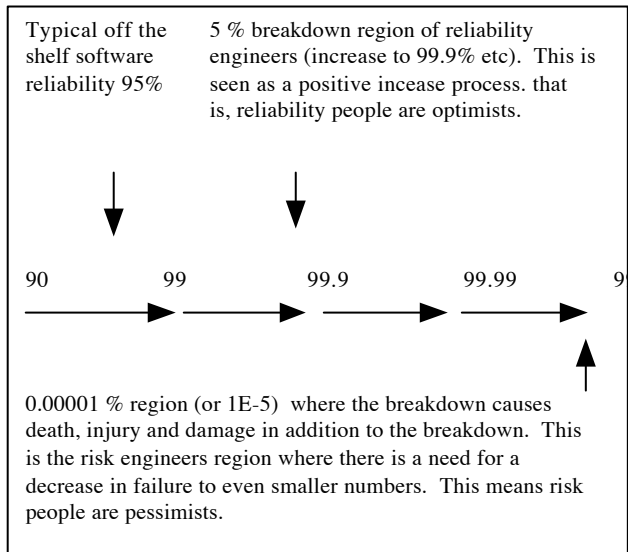 Typical off the
shelf software
reliability 95%
5 % breakdown region of reliability
engineers (increase to 99.9% etc).  This is
seen as a positive incease process. that
is, reliability people are optimists.
90 99 99.9 99.99
0.00001 % region (or 1E-5)  where the breakdown causes
death, injury and damage in addition to the breakdown.  This
is the risk engineers region where there is a need for a
decrease in failure to even smaller numbers.  This means risk
people are pessimists.